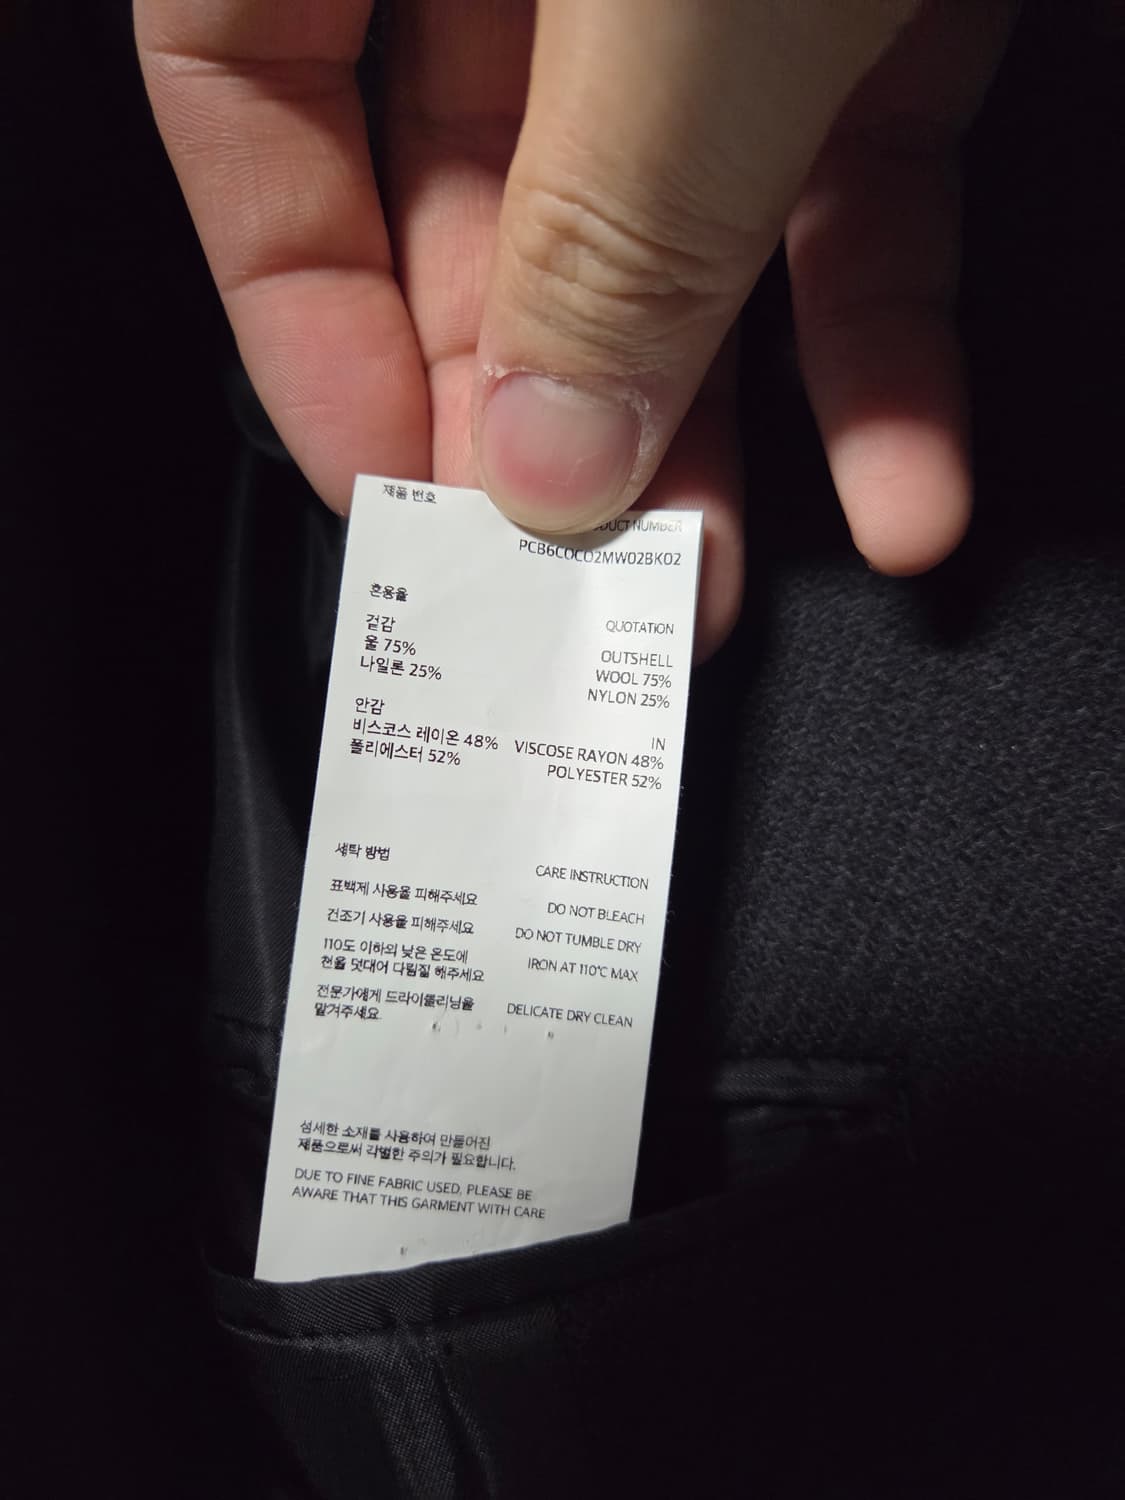 제품 번호
DUCT NUMBER
PCB6COCO2MW02BK02
혼용율
QUOTATION
겉감
울 75%
나일론 25%
OUTSHELL
WOOL 75%
NYLON 25%
안감
비스코스 레이온 48%
폴리에스터 52%
IN
VISCOSE RAYON 48%
POLYESTER 52%
세탁 방법
CARE INSTRUCTION
표백제 사용을 피해주세요
DO NOT BLEACH
건조기 사용을 피해주세요
DO NOT TUMBLE DRY
110도 이하의 낮은 온도에
천을 덧대어 다림질 해주세요
IRON AT 110℃ MAX
전문가에게 드라이클리닝을
맡겨주세요
DELICATE DRY CLEAN
섬세한 소재를 사용하여 만들어진
제품으로써 각별한 주의가 필요합니다.
DUE TO FINE FABRIC USED, PLEASE BE
AWARE THAT THIS GARMENT WITH CARE